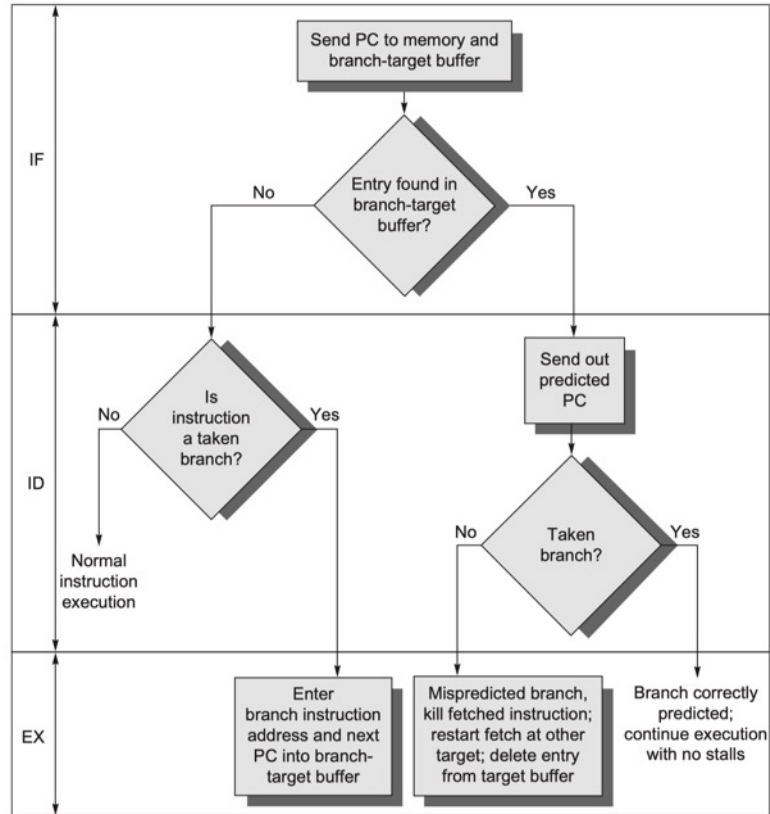 Send PC to memory and
branch-target buffer
IF
Entry found in
branch-target
buffer?
No
Yes
ID
Is
instruction
a taken
branch?
No
Yes
Normal
instruction
execution
Send out
predicted
PC
Taken
branch?
No
Yes
EX
Enter
branch instruction
address and next
PC into branch-
target buffer
Mispredicted branch,
kill fetched instruction;
restart fetch at other
target; delete entry
from target buffer
Branch correctly
predicted;
continue execution
with no stalls